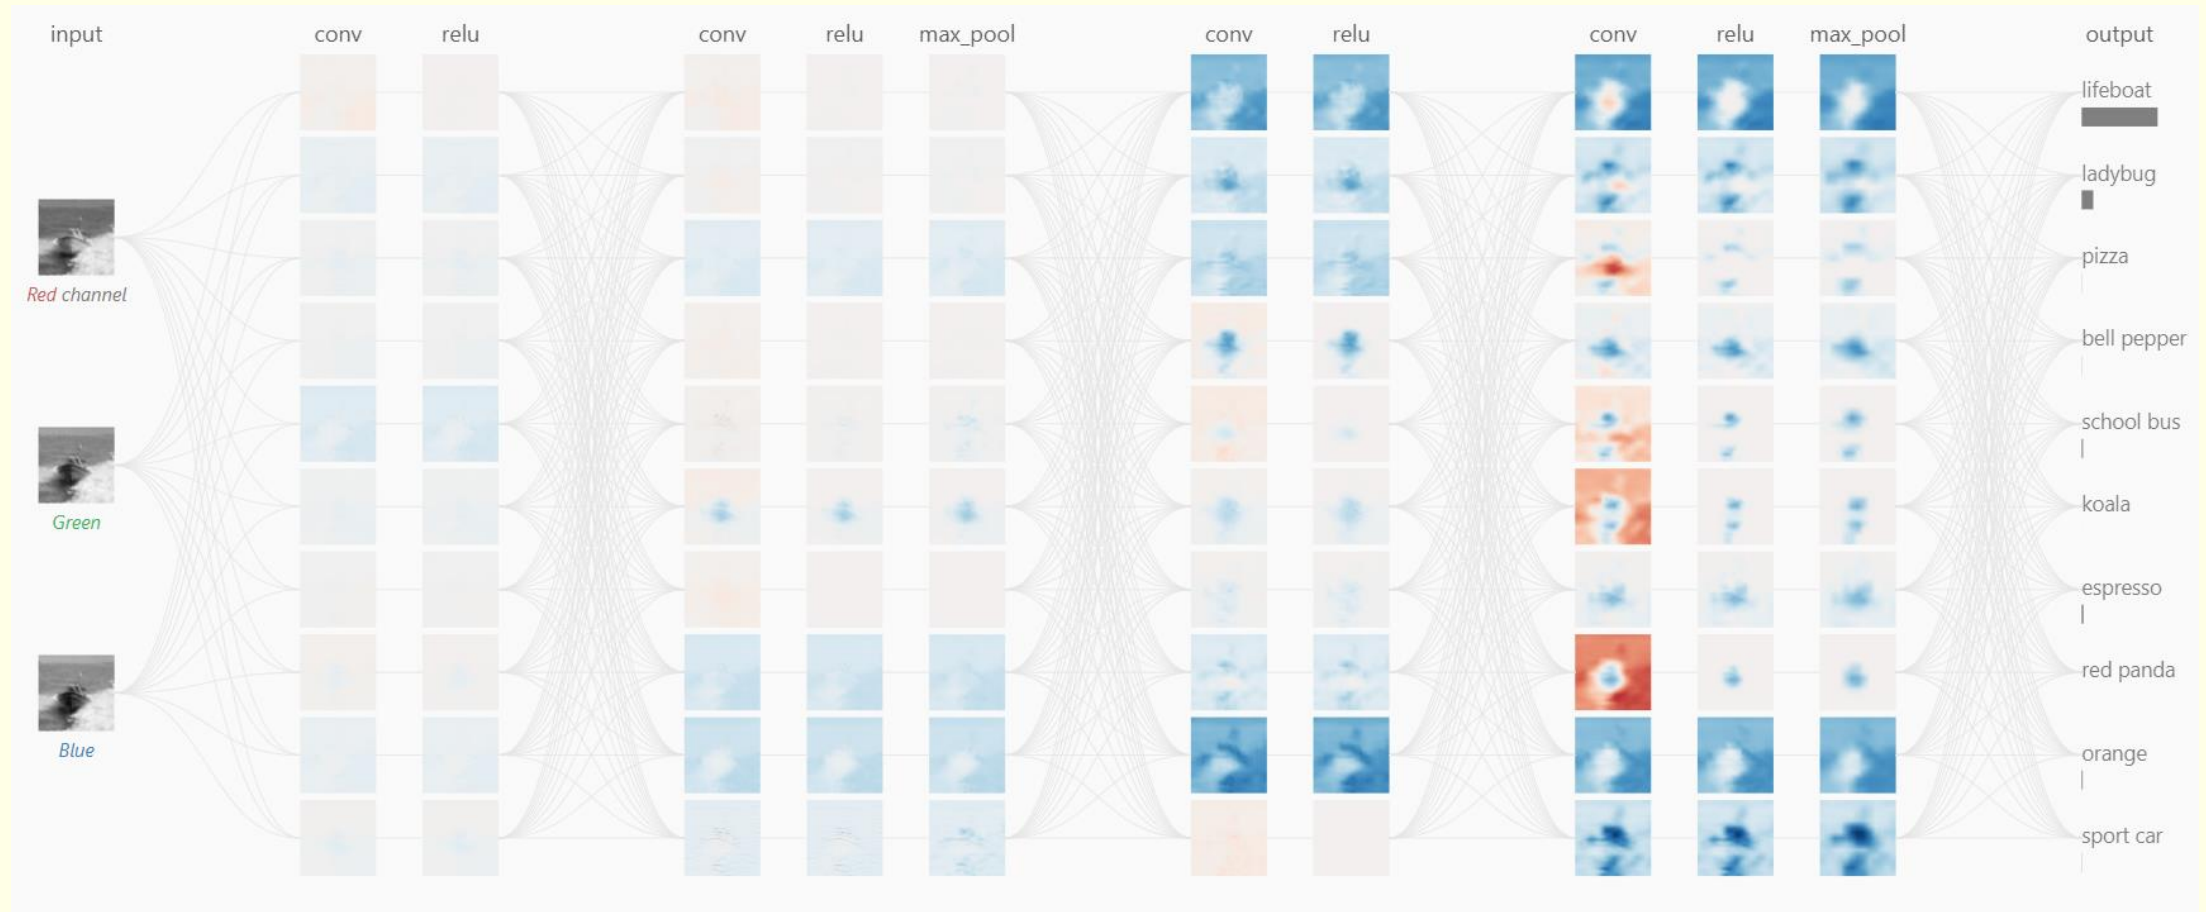 input
conv
relu
conv
relu
max_pool
conv
relu
conv
relu
max_pool
output
Red channel
Green
Blue
lifeboat
ladybug
pizza
bell pepper
school bus
koala
espresso
red panda
orange
sport car